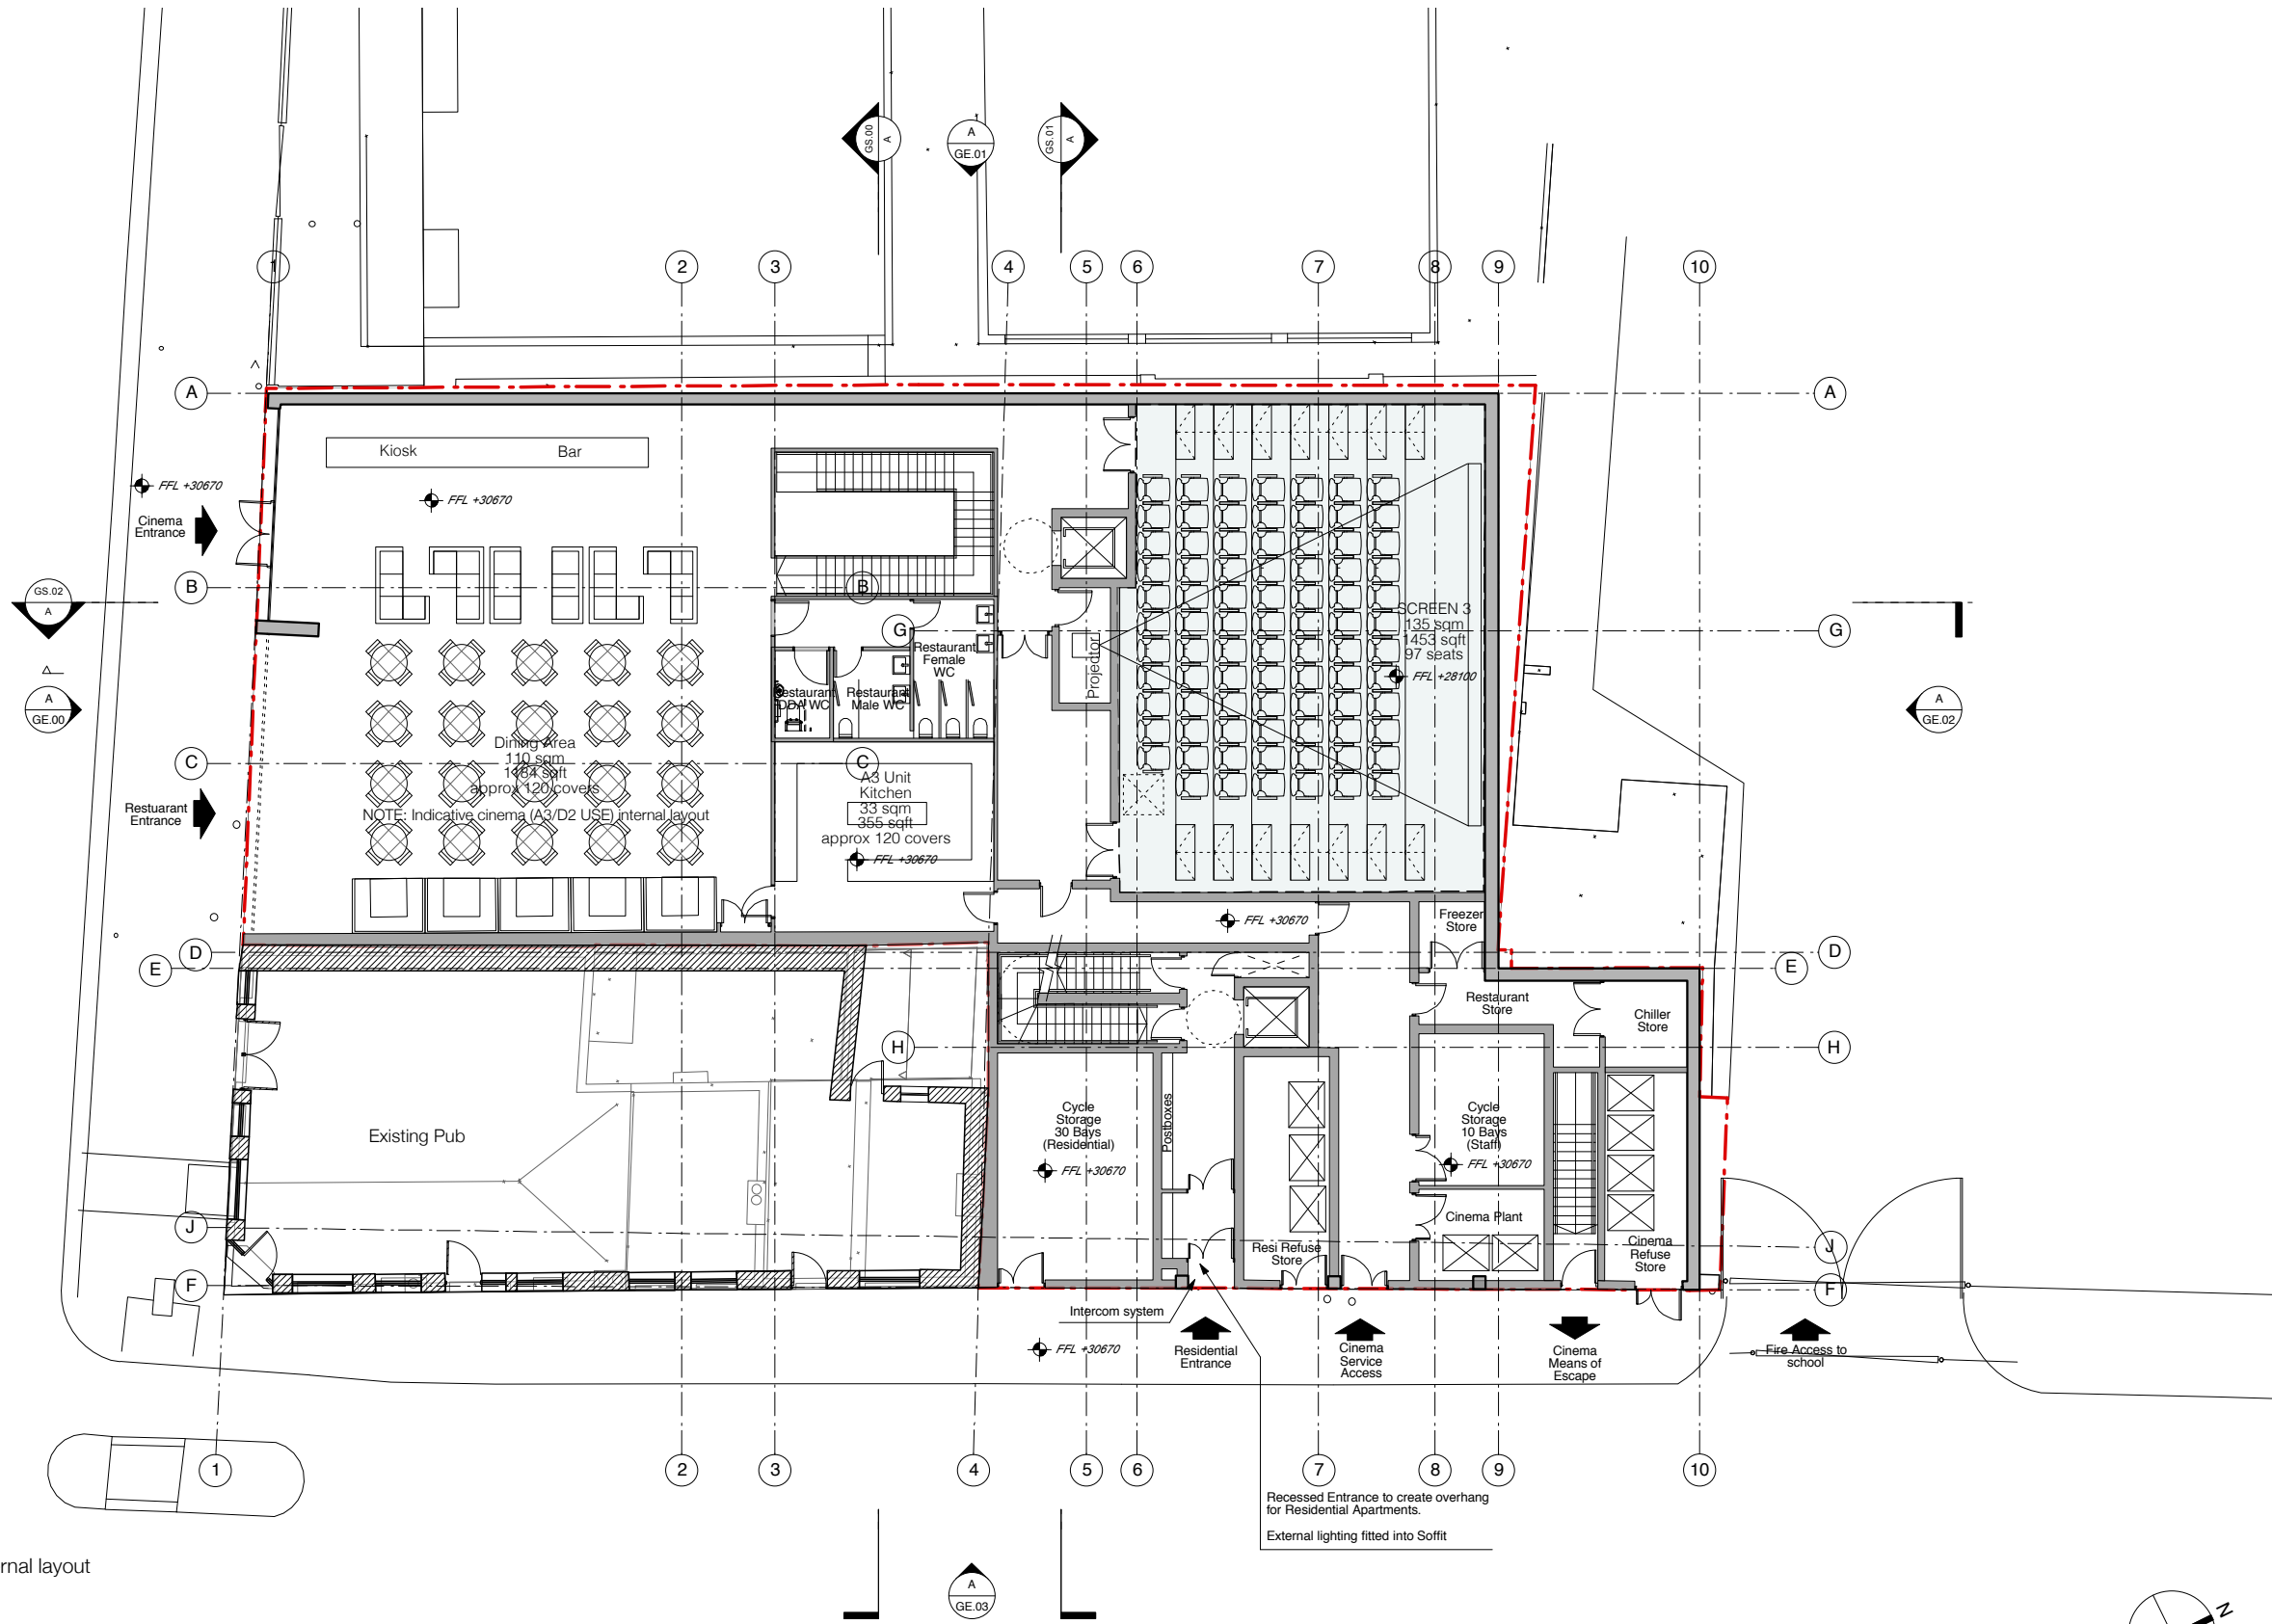 GS.00
A
A
GE.01
GS.01
A
1
2
3
4
5
6
7
8
9
10
A
A
Kiosk
Bar
FFL +30670
FFL +30670
Cinema
Entrance
B
B
GS.02
A
G
G
SCREEN 3
135 sqm
1453 sqft
97 seats
FFL +28100
Projector
Restaurant
Female
WC
Restaurant
DDA WC
Restaurant
Male WC
A
GE.00
A
GE.02
Dining Area
110 sqm
1184 sqft
approx 120 covers
NOTE: Indicative cinema (A3/D2 USE) internal layout
C
C
A3 Unit
Kitchen
33 sqm
355 sqft
approx 120 covers
FFL +30670
Restuarant
Entrance
FFL +30670
Freezer
Store
D
D
E
E
Restaurant
Store
Chiller
Store
H
H
Existing Pub
Cycle
Storage
30 Bays
(Residential)
FFL +30670
Postboxes
Cycle
Storage
10 Bays
(Staff)
FFL +30670
Cinema Plant
Resi Refuse
Store
Cinema
Refuse
Store
J
J
F
F
Intercom system
FFL +30670
Residential
Entrance
Cinema
Service
Access
Cinema
Means of
Escape
Fire Access to
school
1
2
3
4
5
6
7
8
9
10
Recessed Entrance to create overhang
for Residential Apartments.
External lighting fitted into Soffit
rnal layout
A
GE.03
N